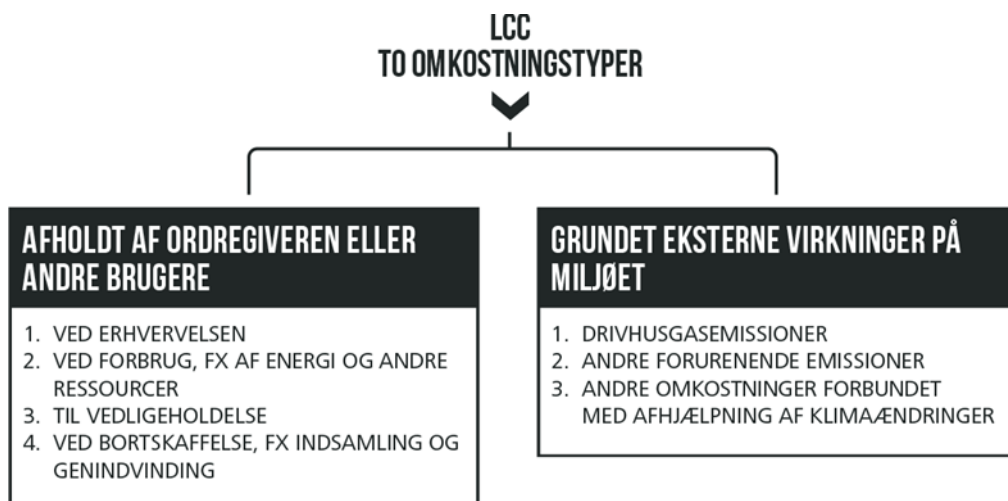 LCC
TO OMKOSTNINGSTYPER
AFHOLDT AF ORDREGIVEREN ELLER
ANDRE BRUGERE
1. VED ERHVERVELSEN
2. VED FORBRUG, FX AF ENERGI OG ANDRE
RESSOURCER
3. TIL VEDLIGEHOLDELSE
4. VED BORTSKAFFELSE, FX INDSAMLING OG
GENINDVINDING
GRUNDET EKSTERNE VIRKNINGER PÅ
MILJØET
1. DRIVHUSGASEMISSIONER
2. ANDRE FORURENENDE EMISSIONER
3. ANDRE OMKOSTNINGER FORBUNDET
MED AFHJÆLPNING AF KLIMAÆNDRINGER